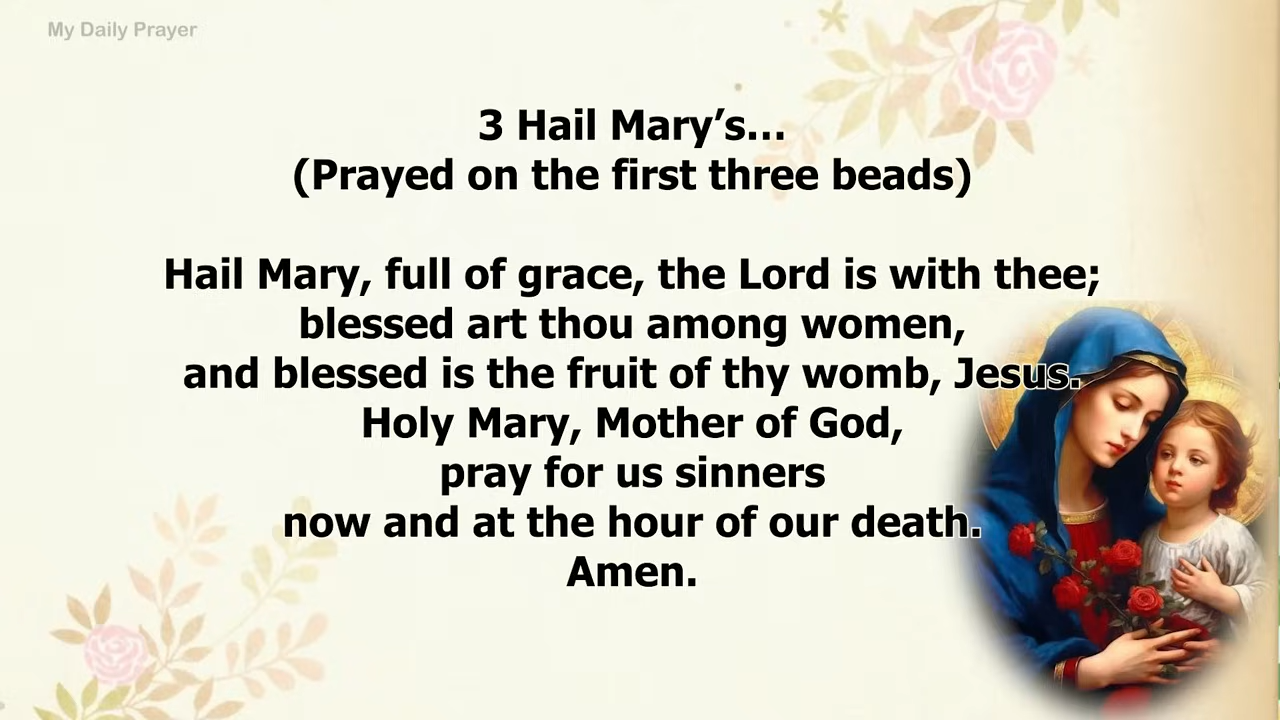 My Daily Prayer
3 Hail Mary’s...
(Prayed on the first three beads)
Hail Mary, full of grace, the Lord is with thee;
blessed art thou among women,
and blessed is the fruit of thy womb, Jesus.
Holy Mary, Mother of God,
pray for us sinners
now and at the hour of our death.
Amen.